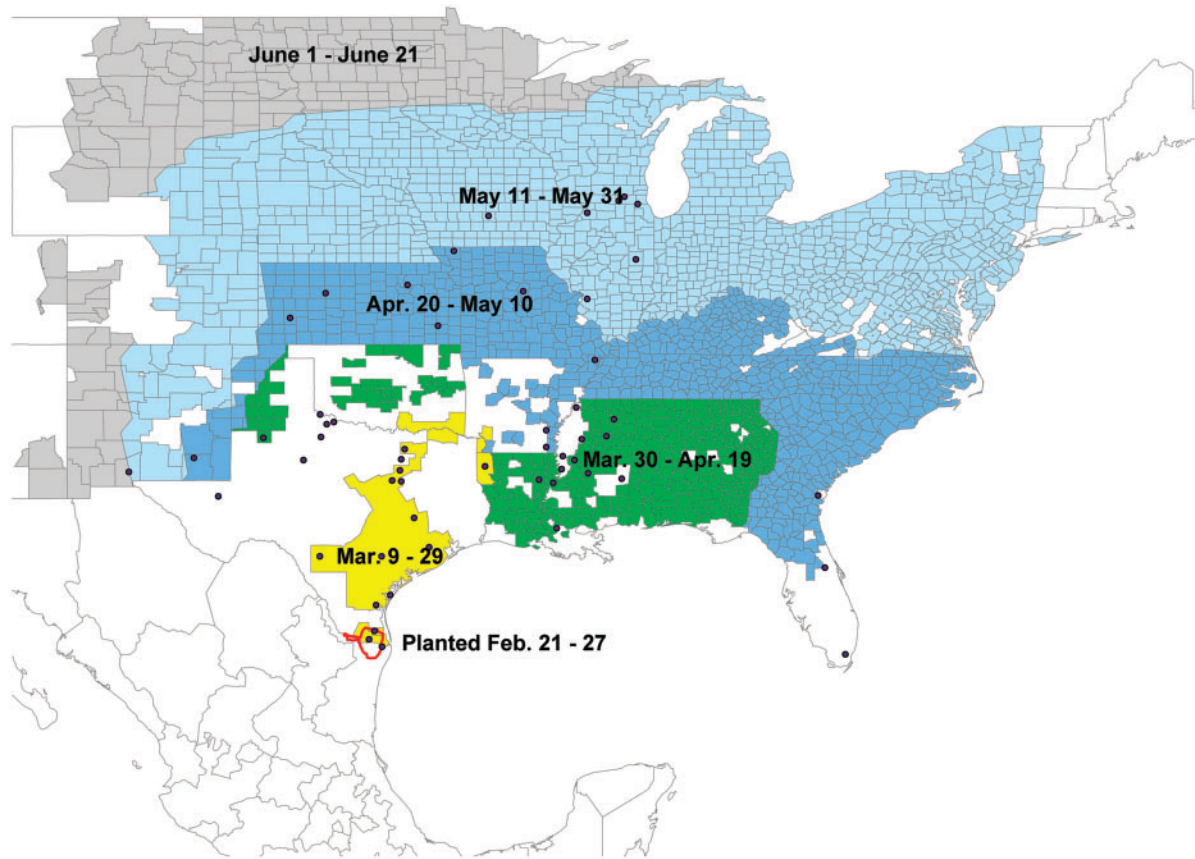 June 1 - June 21
May 11 - May 31
Apr. 20 - May 10
Mar. 30 - Apr. 19
Mar. 9 - 29
Planted Feb. 21 - 27